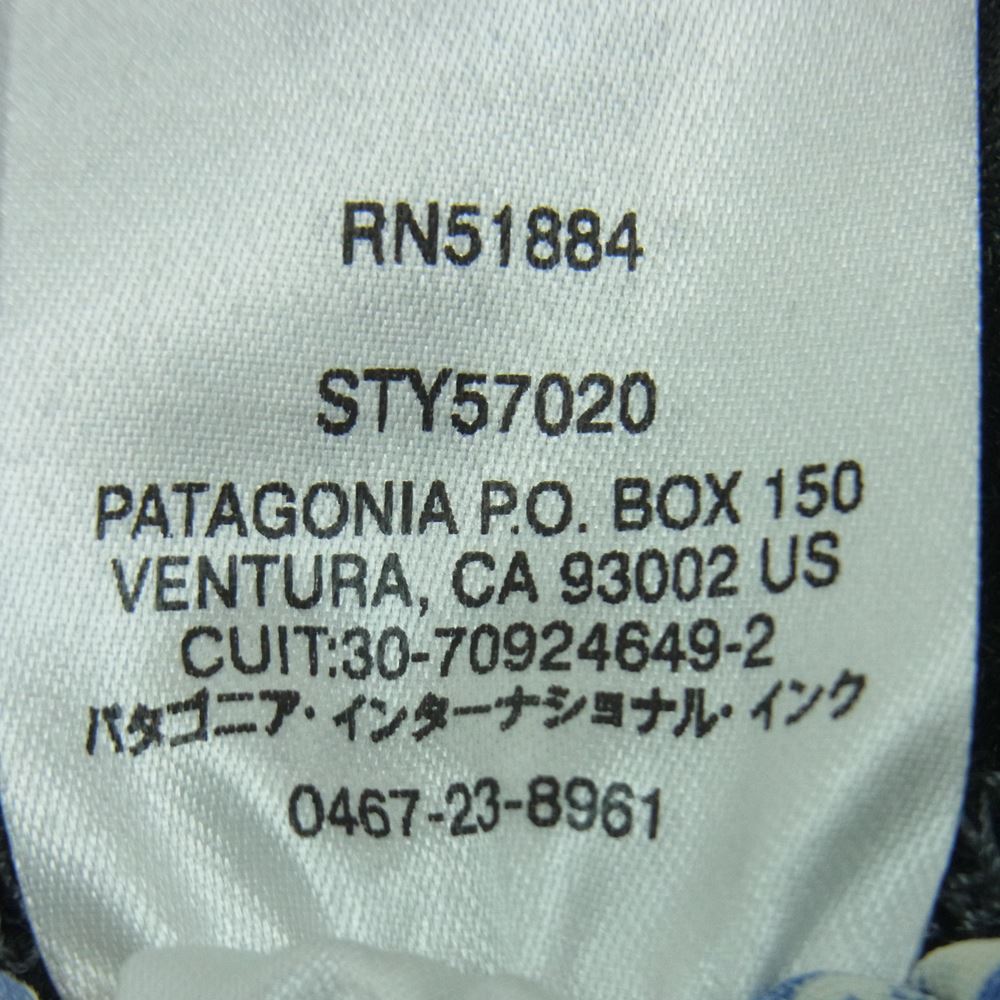 RN51884
STY57020
PATAGONIA P.O. BOX 150
VENTURA, CA 93002 US
CUIT:30-70924649-2
パタゴニア・インターナショナル・インク
0467-23-8961